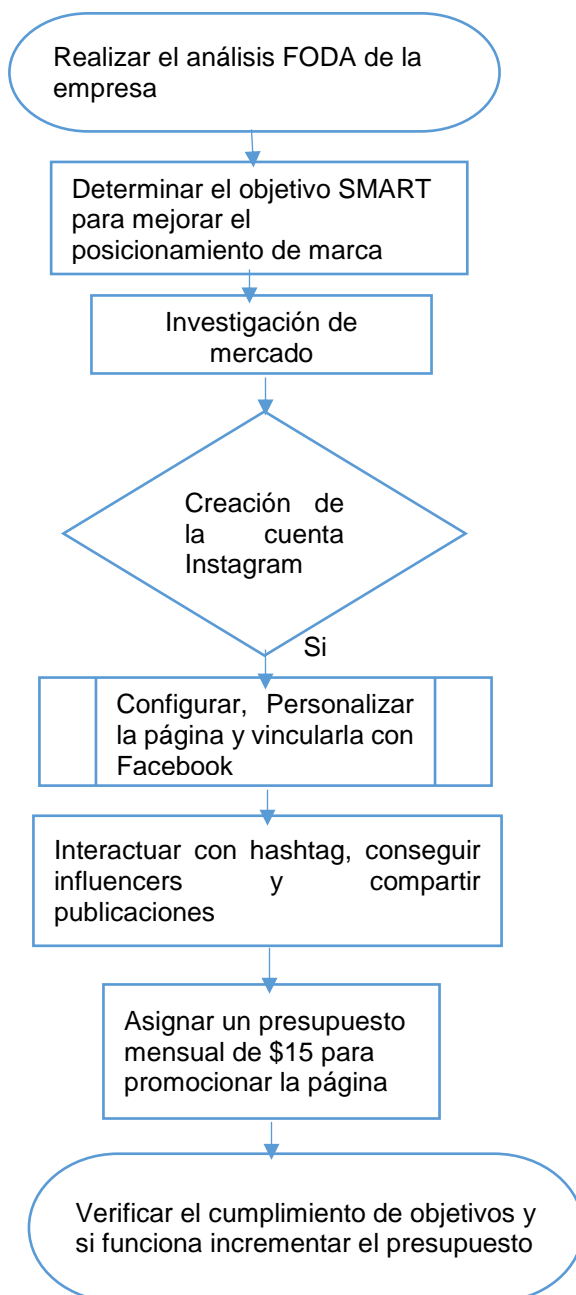 Realizar el análisis FODA de la
empresa
Determinar el objetivo SMART
para mejorar el
posicionamiento de marca
Investigación de
mercado
Creación de
la cuenta
Instagram
Si
Configurar, Personalizar
la página y vincularla con
Facebook
Interactuar con hashtag, conseguir
influencers y compartir
publicaciones
Asignar un presupuesto
mensual de $15 para
promocionar la página
Verificar el cumplimiento de objetivos y
si funciona incrementar el presupuesto